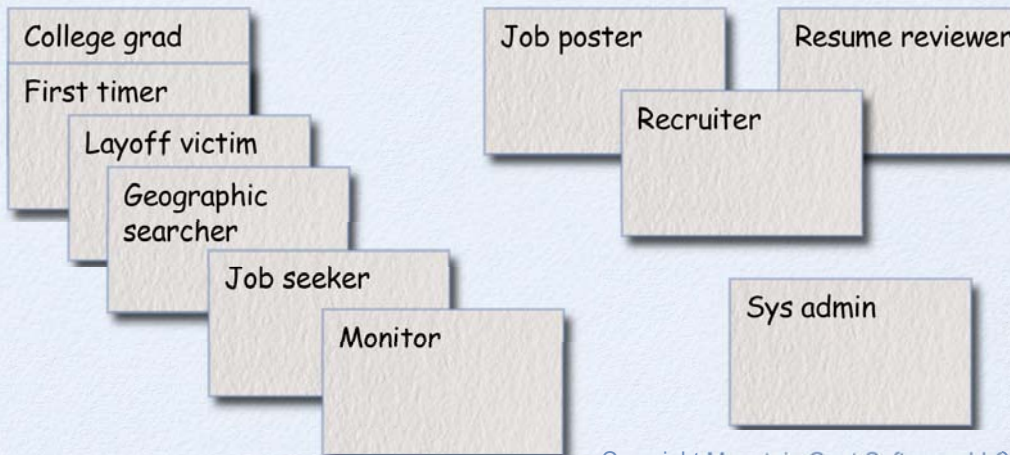 College grad
First timer
Layoff victim
Geographic
searcher
Job seeker
Monitor
Job poster
Resume reviewer
Recruiter
Sys admin